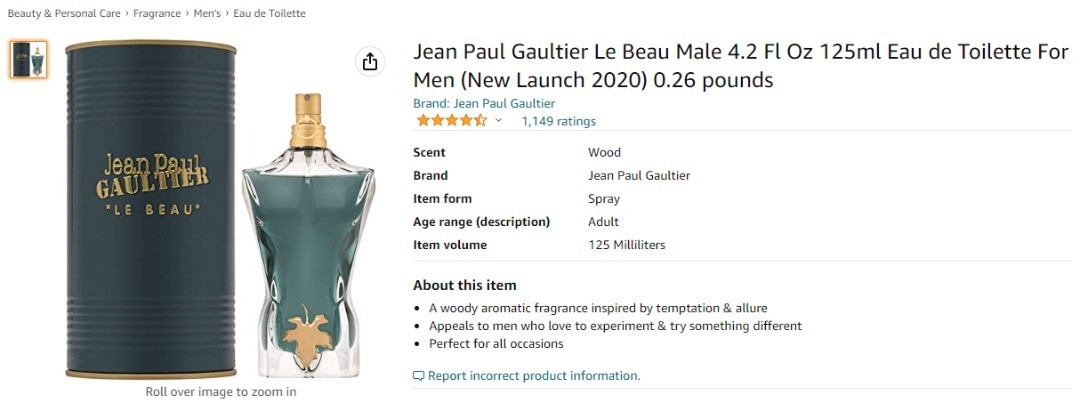 Beauty & Personal Care › Fragrance › Men's › Eau de Toilette
Jean Paul
GAULTIER
"LE BEAU"
Roll over image to zoom in
Jean Paul Gaultier Le Beau Male 4.2 Fl Oz 125ml Eau de Toilette For
Men (New Launch 2020) 0.26 pounds
Brand: Jean Paul Gaultier
1,149 ratings
Scent Wood
Brand Jean Paul Gaultier
Item form Spray
Age range (description) Adult
Item volume 125 Milliliters
About this item
• A woody aromatic fragrance inspired by temptation & allure
• Appeals to men who love to experiment & try something different
• Perfect for all occasions
Report incorrect product information.